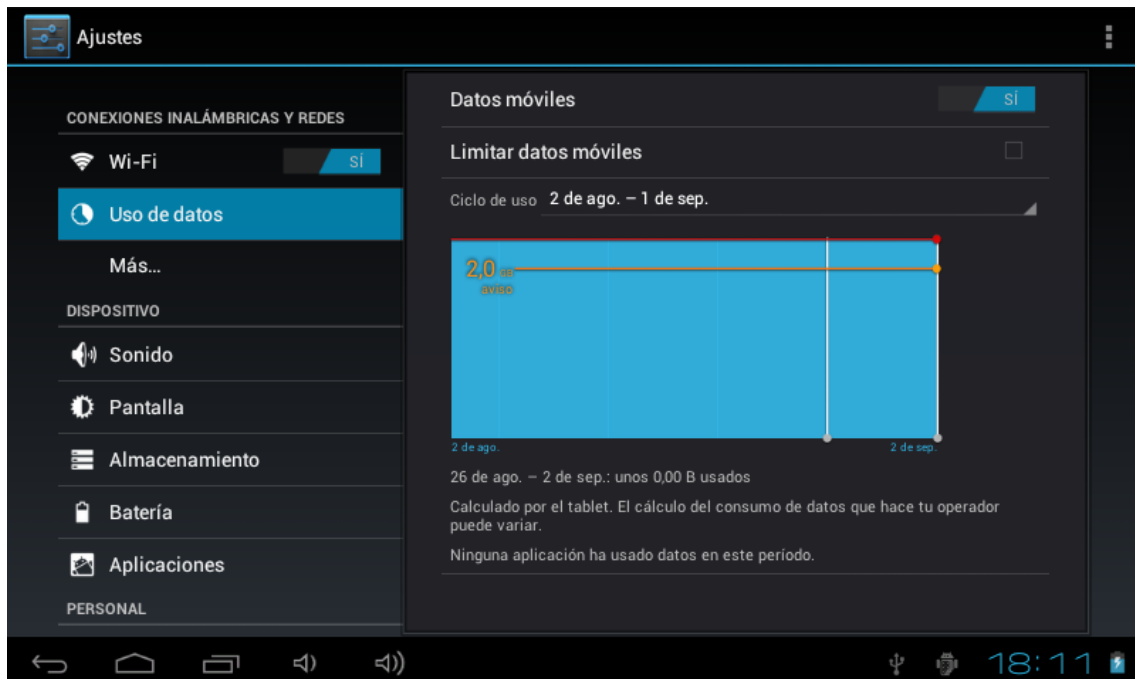 Ajustes
CONEXIONES INALÁMBRICAS Y REDES
Wi-Fi SÍ
Uso de datos
Más...
DISPOSITIVO
Sonido
Pantalla
Almacenamiento
Batería
Aplicaciones
PERSONAL
Datos móviles SÍ
Limitar datos móviles
Ciclo de uso 2 de ago. – 1 de sep.
2,0 GB
aviso
2 de ago. 2 de sep.
26 de ago. – 2 de sep.: unos 0,00 B usados
Calculado por el tablet. El cálculo del consumo de datos que hace tu operador
puede variar.
Ninguna aplicación ha usado datos en este período.
18:11